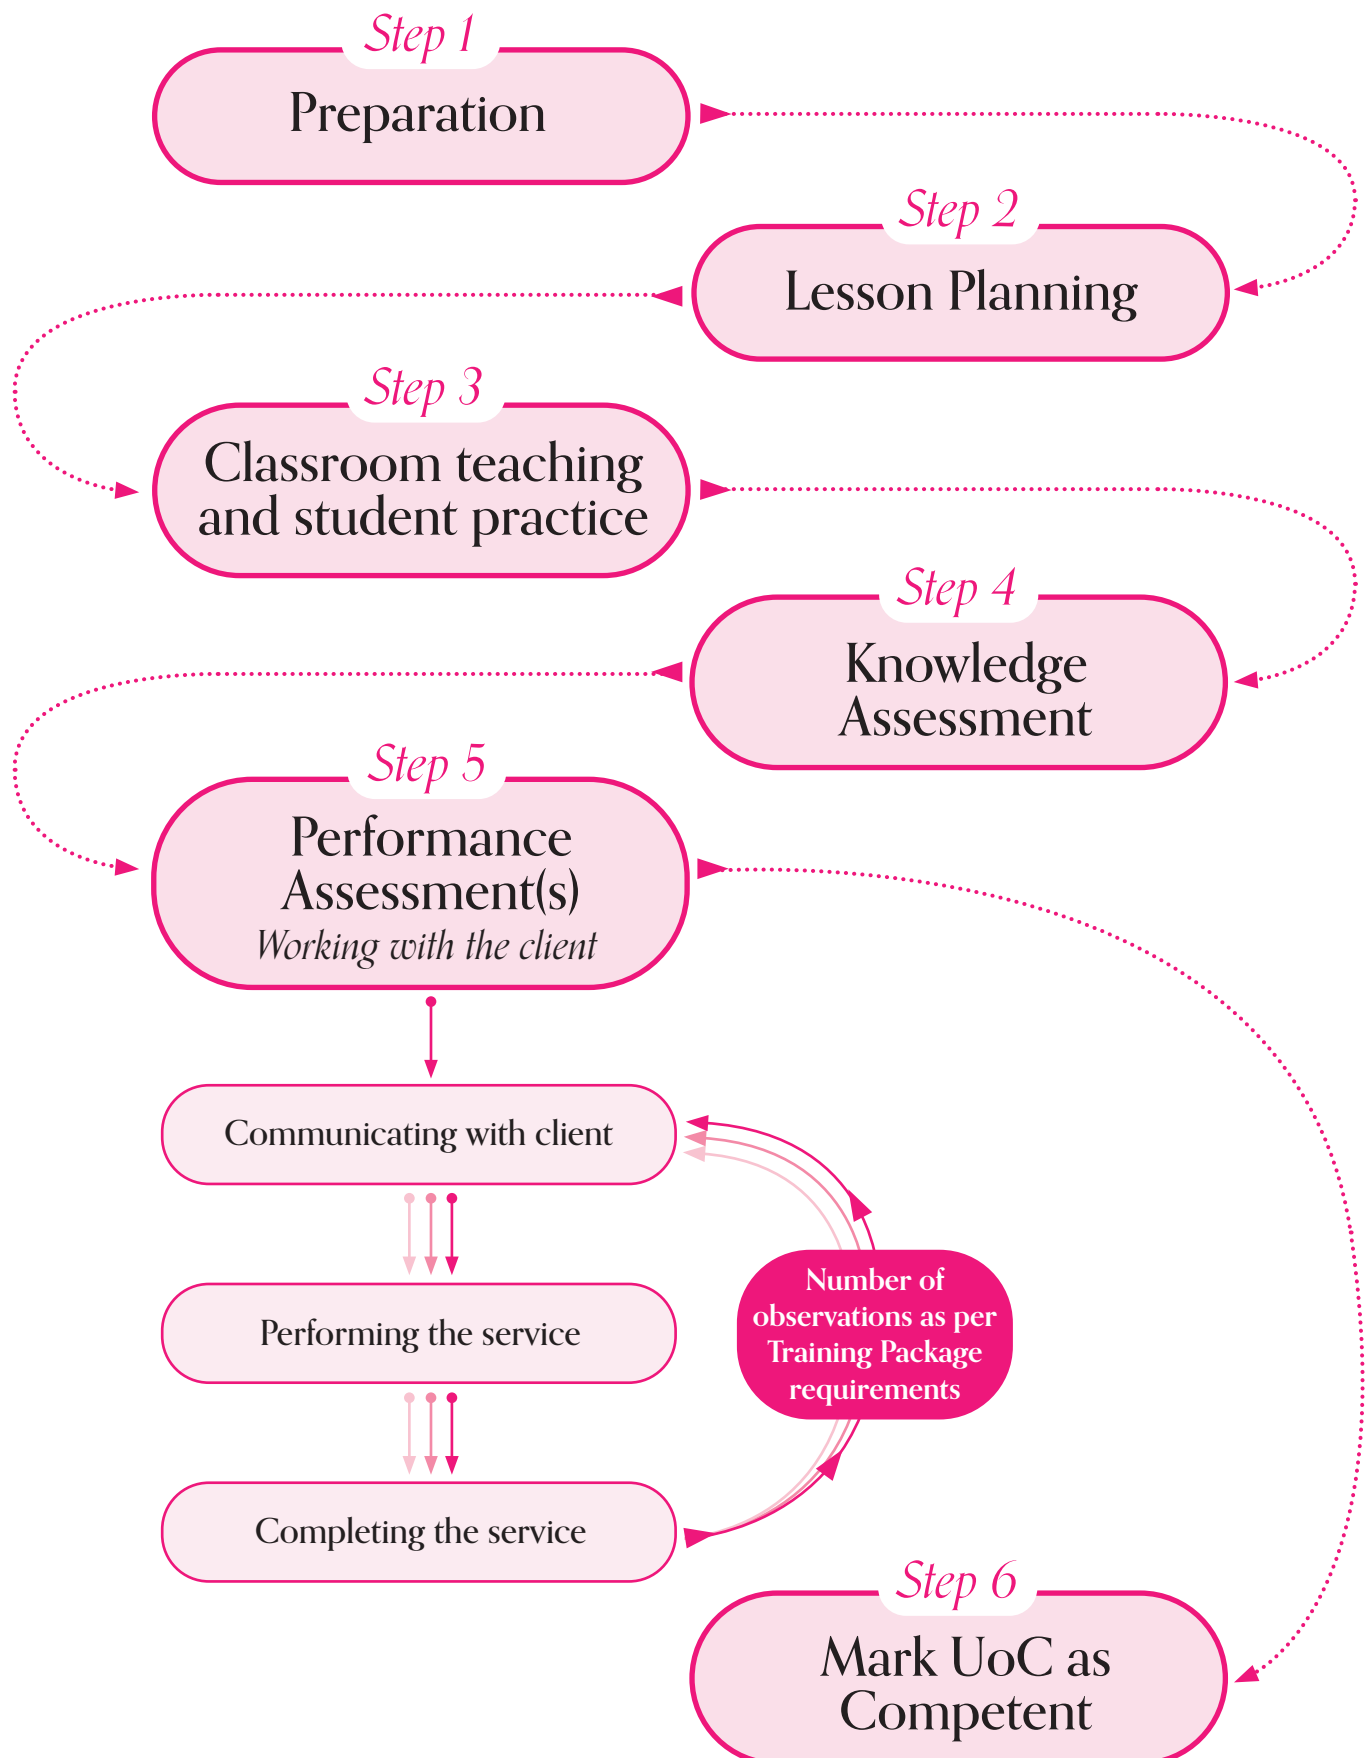 Step 1
Preparation
Step 2
Lesson Planning
Step 3
Classroom teaching
and student practice
Step 4
Knowledge
Assessment
Step 5
Performance
Assessment(s)
Working with the client
Communicating with client
Number of
observations as per
Training Package
requirements
Performing the service
Completing the service
Step 6
Mark UoC as
Competent